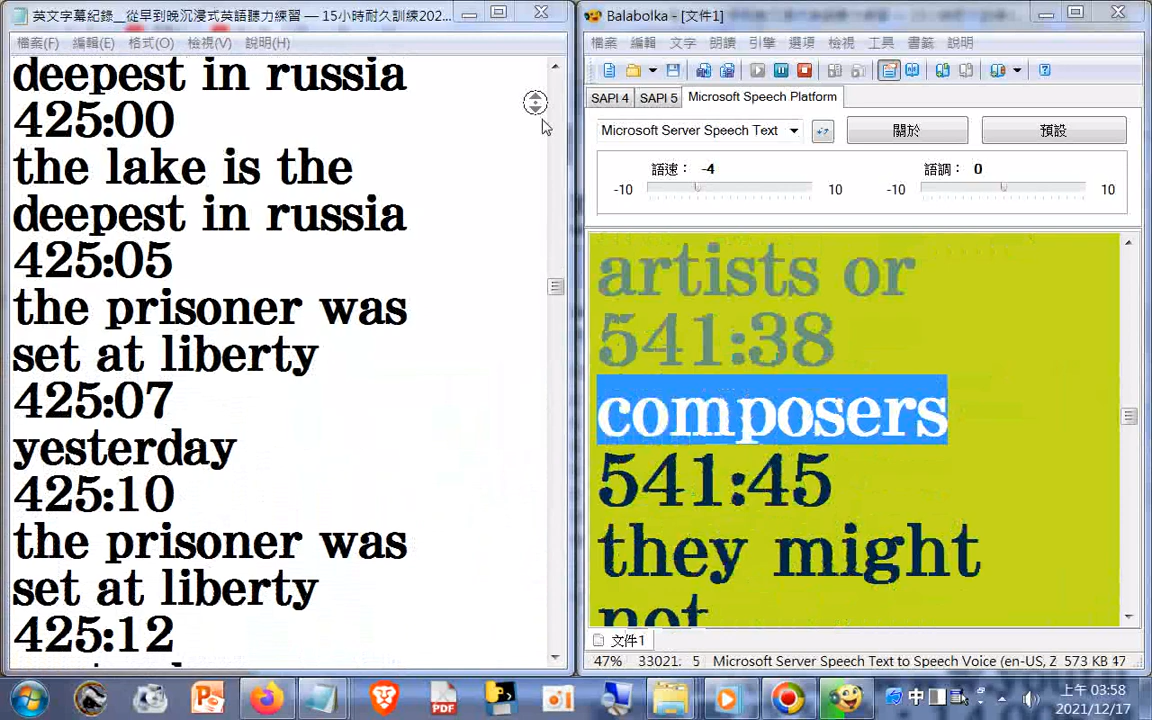 英文字幕紀錄__從早到晚沉浸式英語聽力練習 — 15小時耐久訓練202...
檔案(F) 編輯(E) 格式(O) 檢視(V) 說明(H)
deepest in russia
425:00
the lake is the
deepest in russia
425:05
the prisoner was
set at liberty
425:07
yesterday
425:10
the prisoner was
set at liberty
425:12
Balabolka - [文件1]
檔案 編輯 文字 朗讀 引擎 選項 檢視 工具 書籤 說明
SAPI 4 SAPI 5 Microsoft Speech Platform
Microsoft Server Speech Text 關於 預設
語速： -4 語調： 0
-10 10 -10 10
artists or
541:38
composers
541:45
they might
not
文件1
47% 33021. 5 Microsoft Server Speech Text to Speech Voice (en-US, Z 573 KB 47
PDF 中 上午 03:58
2021/12/17